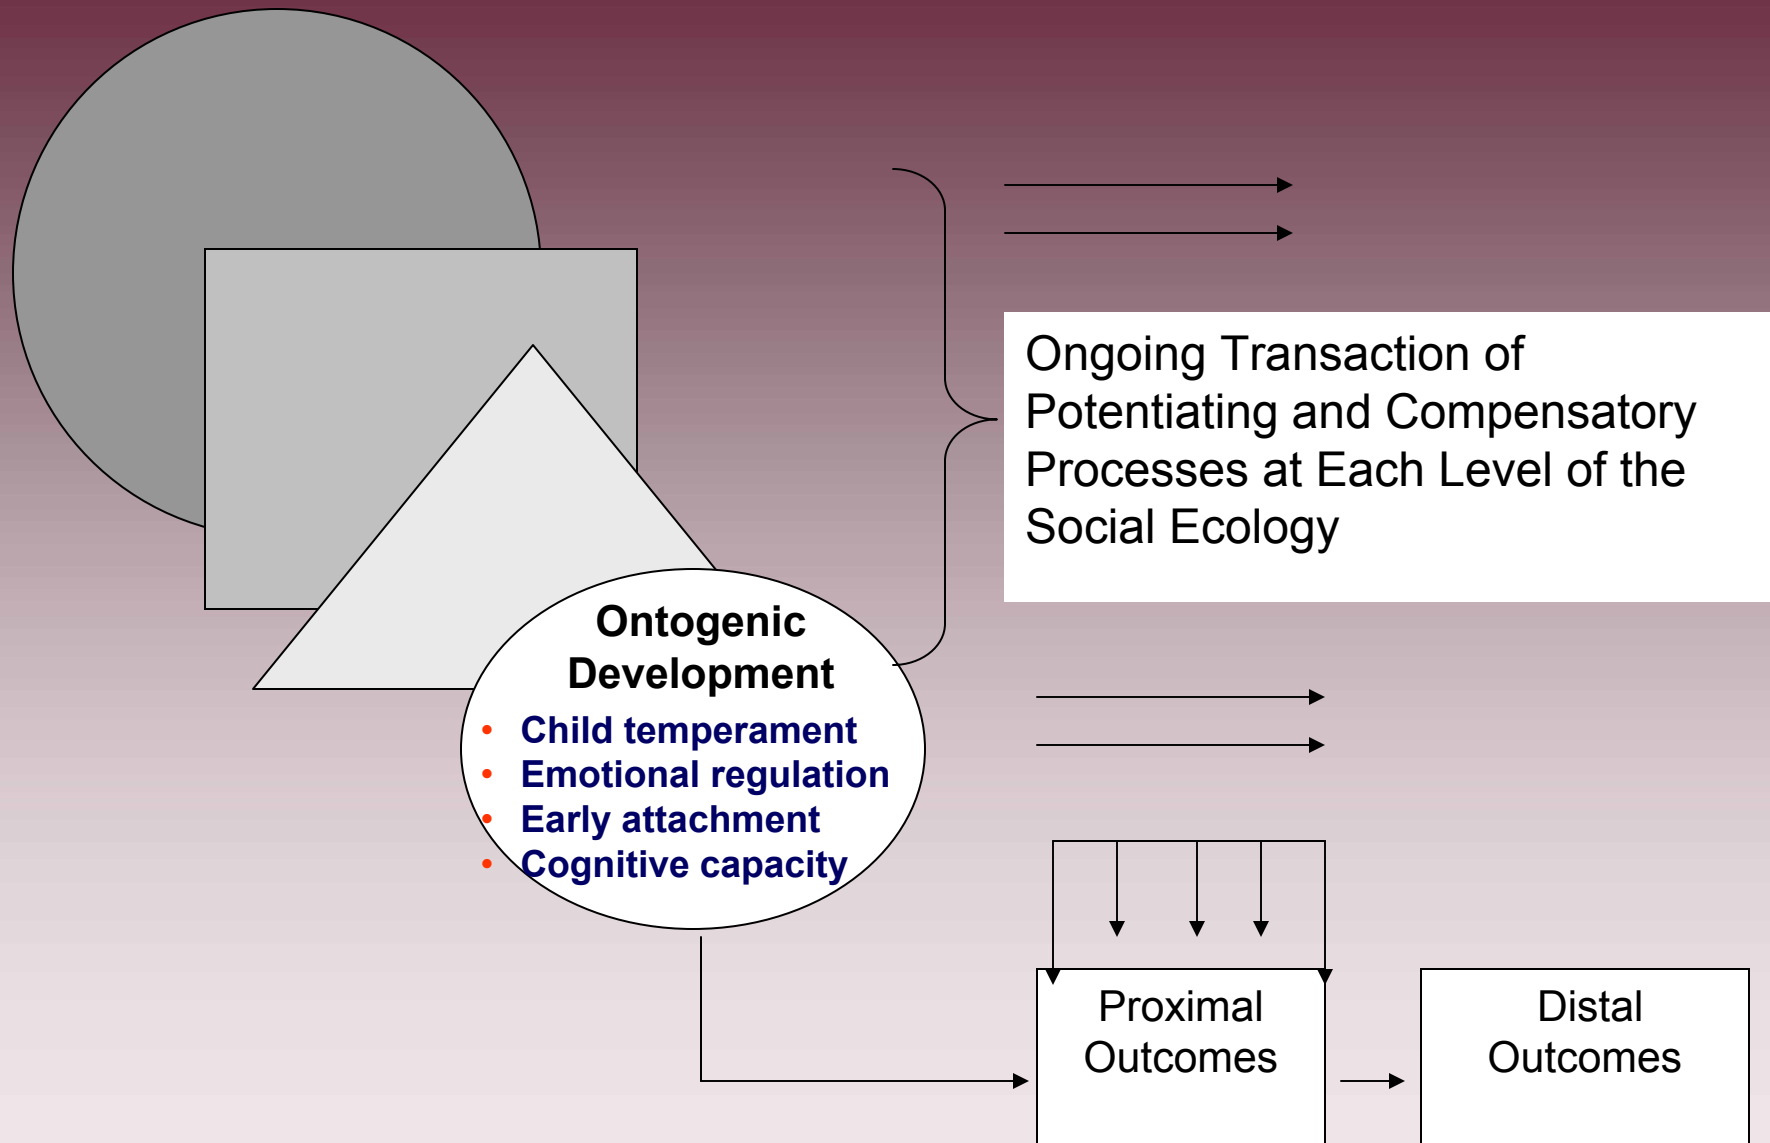 Ongoing Transaction of
Potentiating and Compensatory
Processes at Each Level of the
Social Ecology
Ontogenic
Development
• Child temperament
• Emotional regulation
• Early attachment
• Cognitive capacity
Proximal
Outcomes
Distal
Outcomes